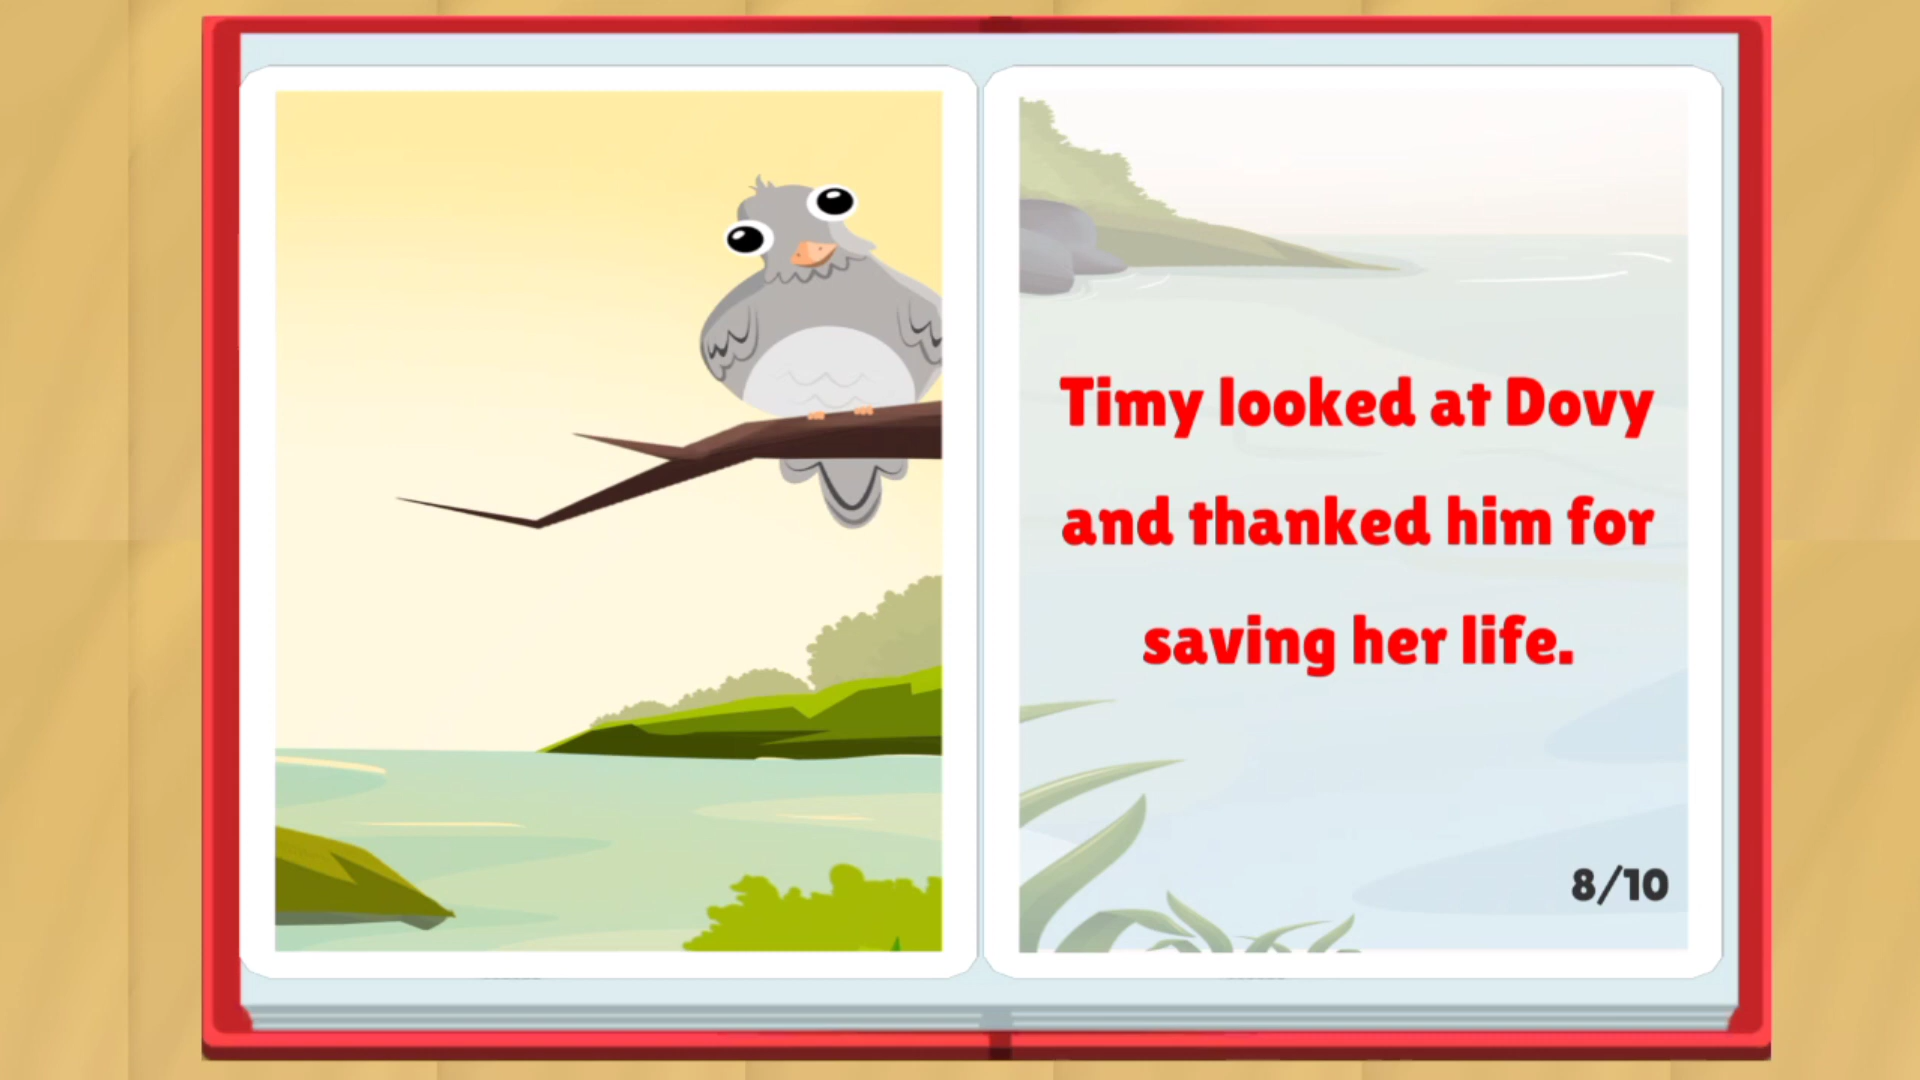 Timy looked at Dovy
and thanked him for
saving her life.
8/10